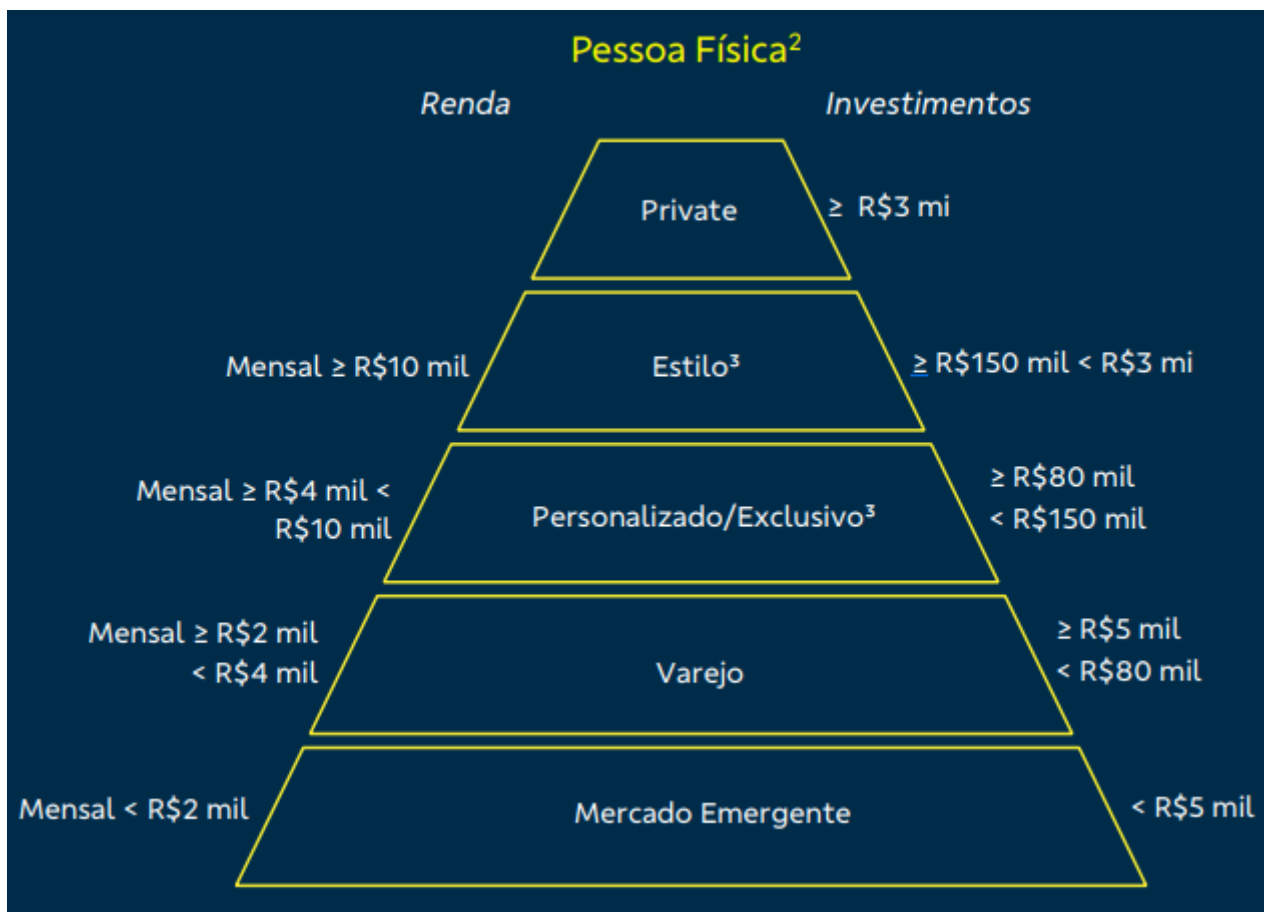 Pessoa Física²
Renda
Investimentos
Private
≥ R$3 mi
Mensal ≥ R$10 mil
Estilo³
≥ R$150 mil < R$3 mi
Mensal ≥ R$4 mil <
R$10 mil
Personalizado/Exclusivo³
≥ R$80 mil
< R$150 mil
Mensal ≥ R$2 mil
< R$4 mil
Varejo
≥ R$5 mil
< R$80 mil
Mensal < R$2 mil
Mercado Emergente
< R$5 mil